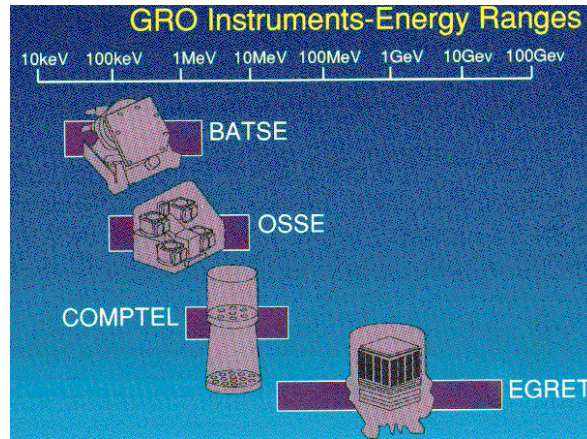 GRO Instruments-Energy Ranges
10keV 100keV 1MeV 10MeV 100MeV 1GeV 10Gev 100Gev
BATSE
OSSE
COMPTEL
EGRET